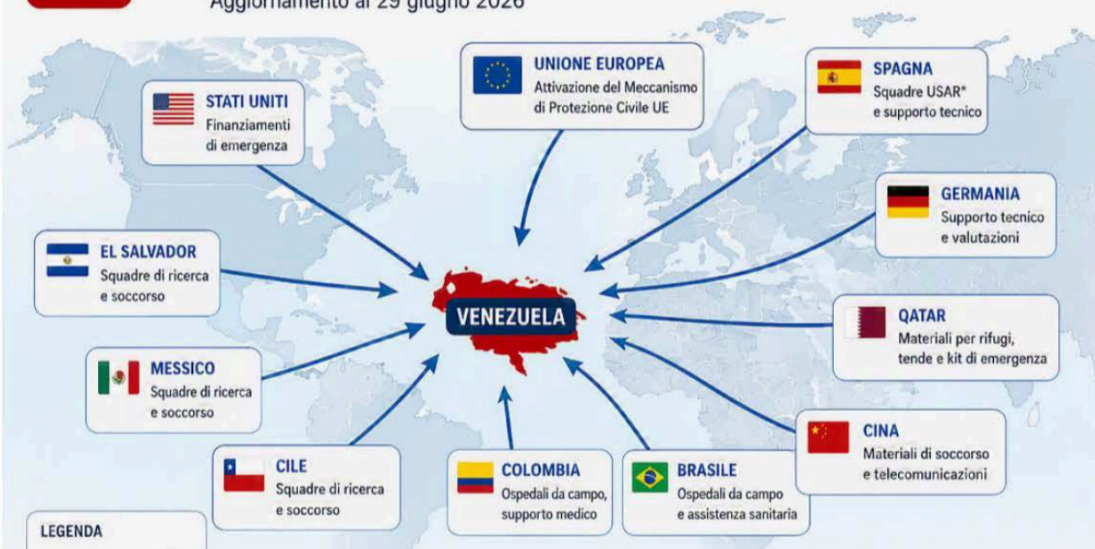 Aggiornamento al 29 giugno 2026
UNIONE EUROPEA
Attivazione del Meccanismo
di Protezione Civile UE
SPAGNA
Squadre USAR*
e supporto tecnico
STATI UNITI
Finanziamenti
di emergenza
GERMANIA
Supporto tecnico
e valutazioni
EL SALVADOR
Squadre di ricerca
e soccorso
VENEZUELA
QATAR
Materiali per rifugi,
tende e kit di emergenza
MESSICO
Squadre di ricerca
e soccorso
CINA
Materiali di soccorso
e telecomunicazioni
CILE
Squadre di ricerca
e soccorso
COLOMBIA
Ospedali da campo,
supporto medico
BRASILE
Ospedali da campo
e assistenza sanitaria
LEGENDA